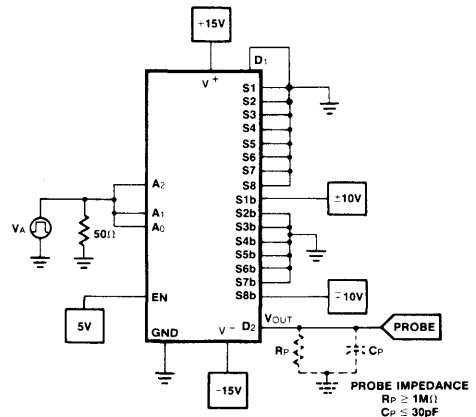 +15V
D1
V+
S1
S2
S3
S4
S5
S6
S7
S8
S1b
±10V
S2b
S3b
S4b
S5b
S6b
S7b
S8b
∓10V
A2
A1
A0
VA
50Ω
EN
5V
GND
V−
D2
VOUT
PROBE
RP
CP
−15V
PROBE IMPEDANCE
RP ≥ 1MΩ
CP ≤ 30pF